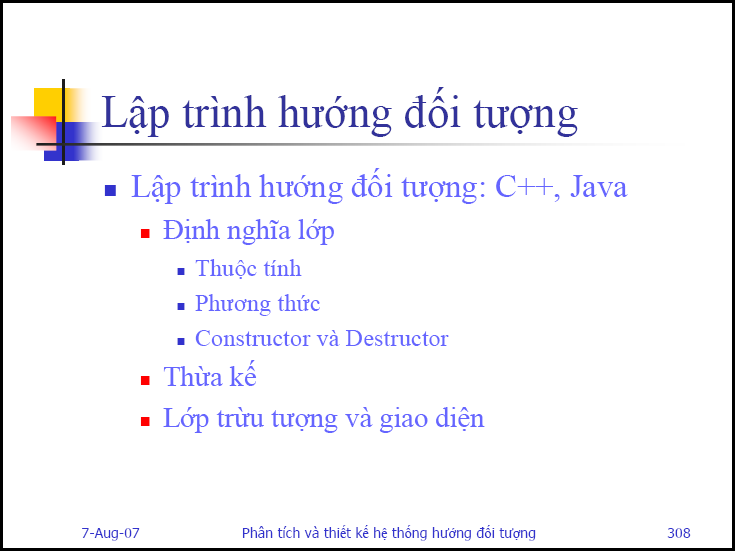 Lập trình hướng đối tượng
Lập trình hướng đối tượng: C++, Java
Định nghĩa lớp
Thuộc tính
Phương thức
Constructor và Destructor
Thừa kế
Lớp trừu tượng và giao diện
7-Aug-07 Phân tích và thiết kế hệ thống hướng đối tượng 308